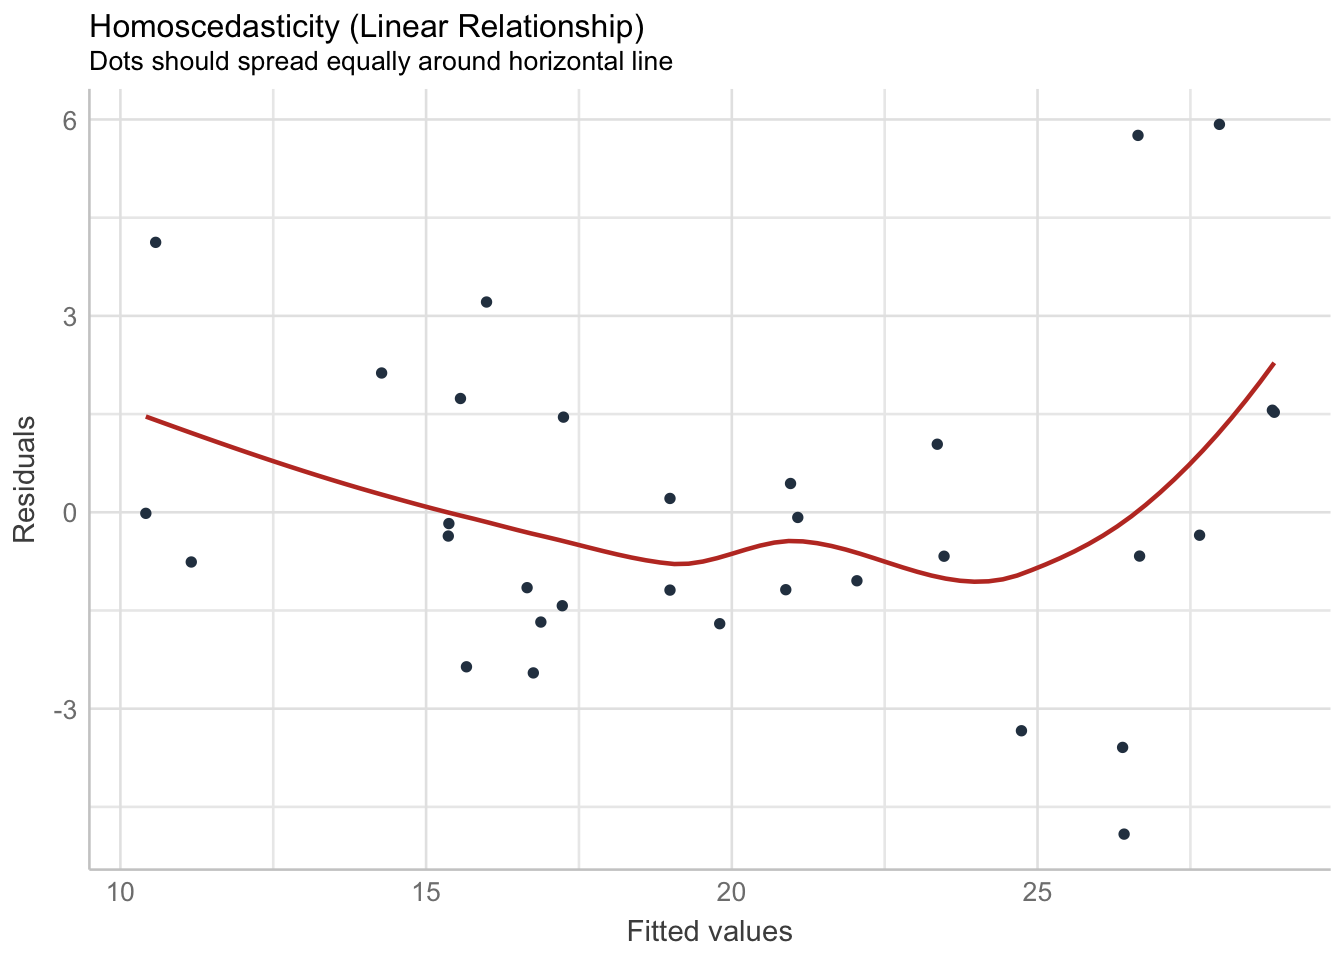 Homoscedasticity (Linear Relationship)
Dots should spread equally around horizontal line
6
3
0
-3
Residuals
10 15 20 25
Fitted values